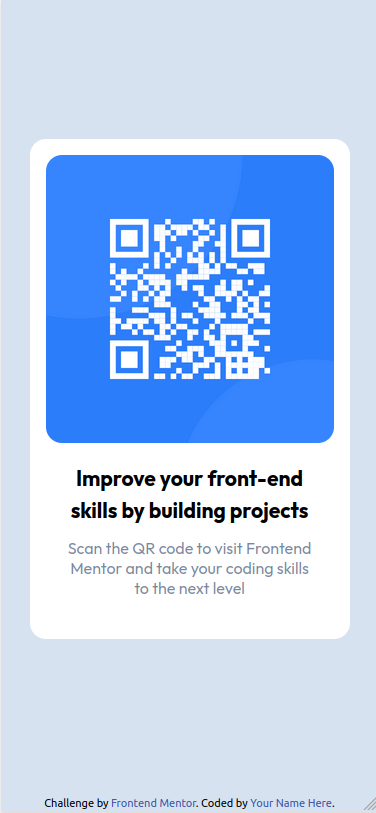 Improve your front-end
skills by building projects
Scan the QR code to visit Frontend
Mentor and take your coding skills
to the next level
Challenge by Frontend Mentor. Coded by Your Name Here.